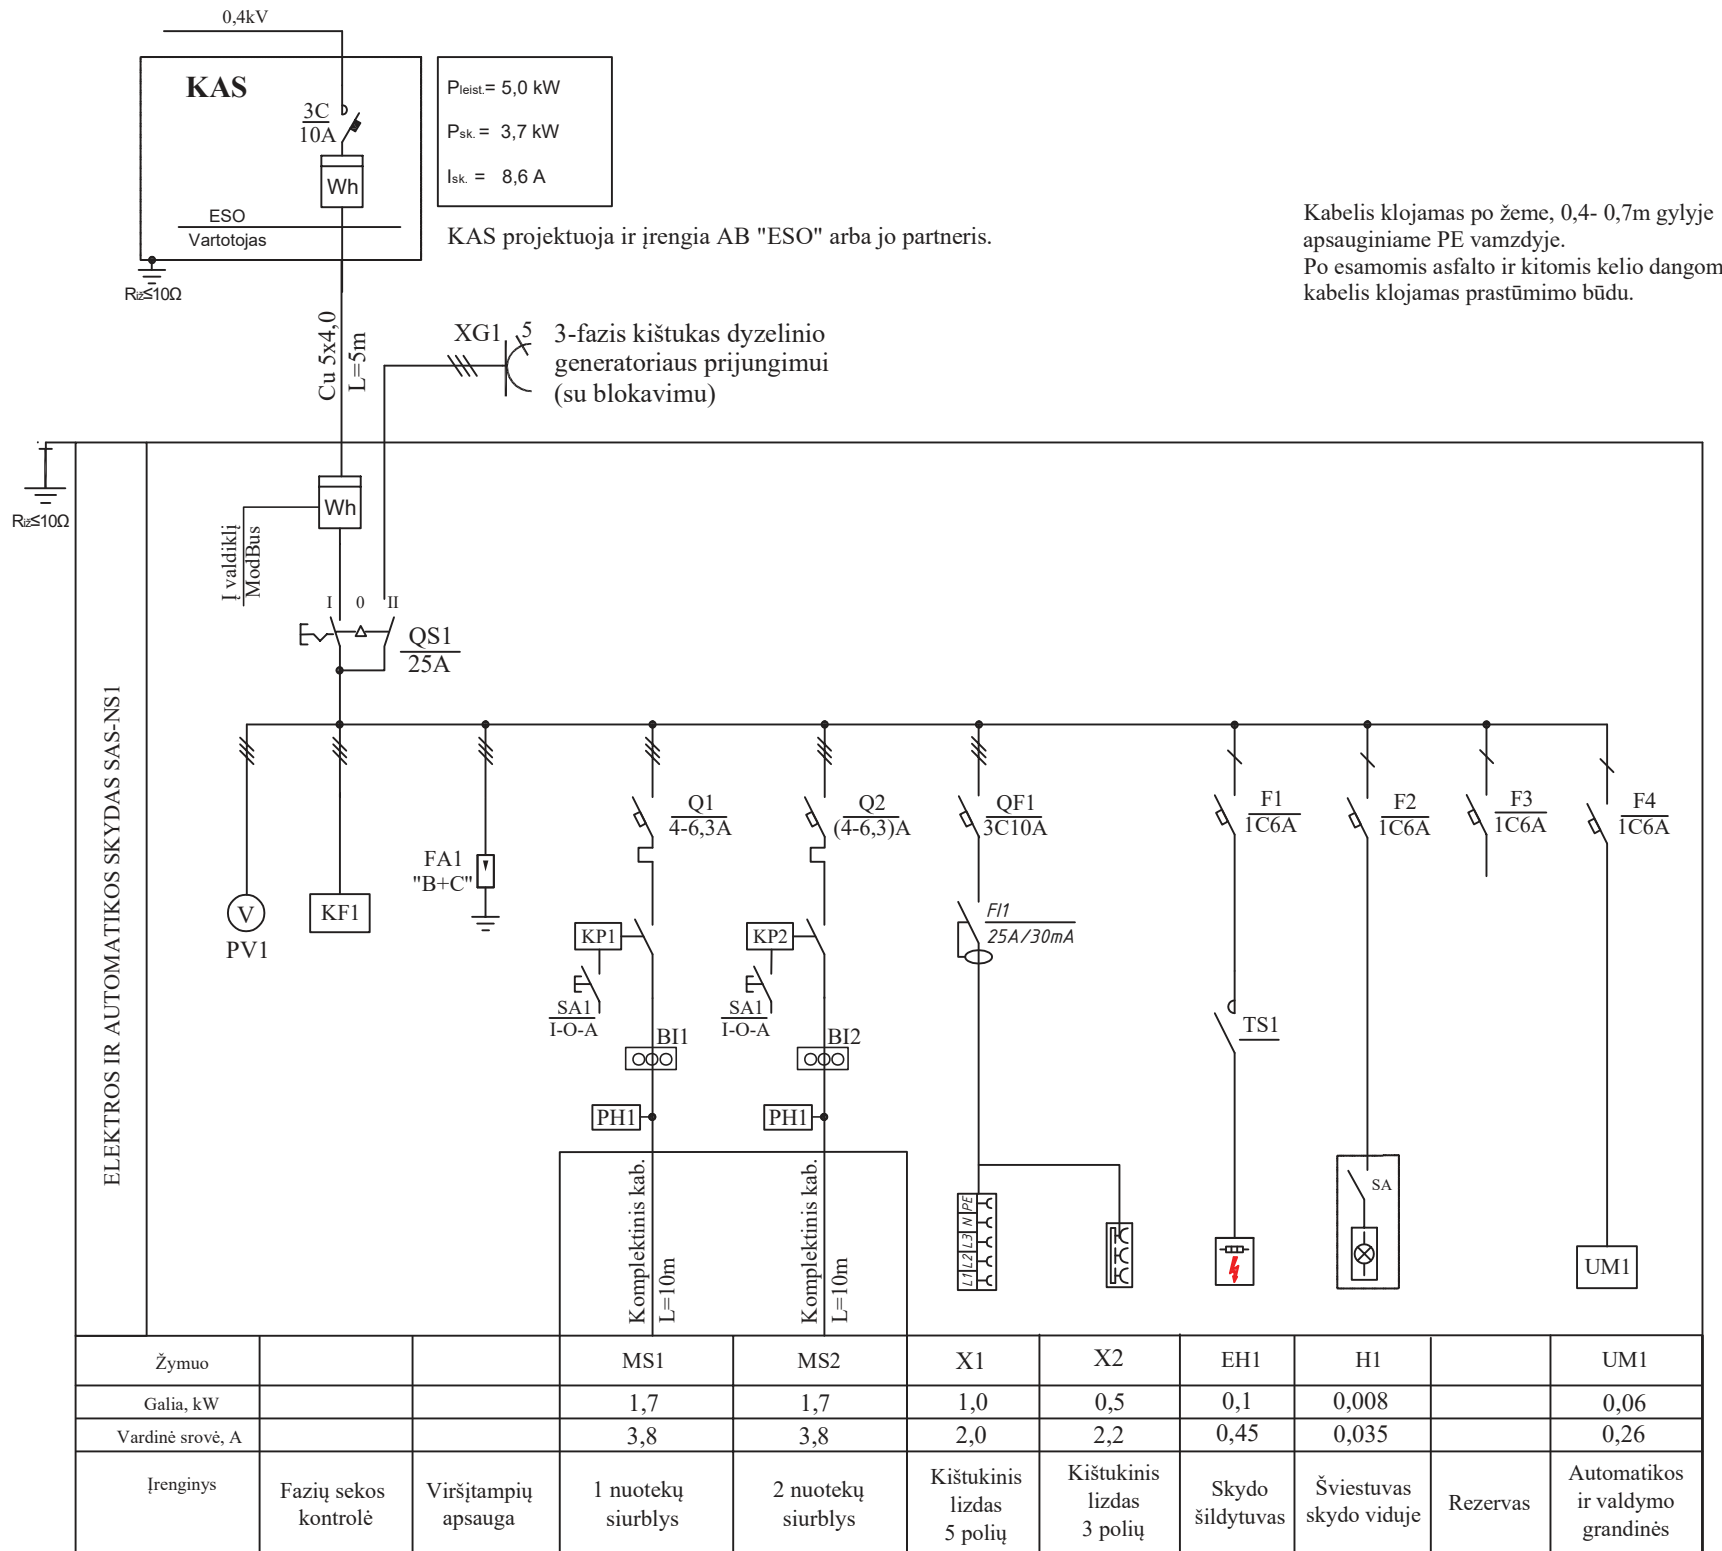 0,4kV
KAS
3C
10A
Wh
ESO
Vartotojas
Riž≤10Ω
Pleist.= 5,0 kW
Psk. = 3,7 kW
Isk. = 8,6 A
KAS projektuoja ir įrengia AB "ESO" arba jo partneris.
Kabelis klojamas po žeme, 0,4- 0,7m gylyje
apsauginiame PE vamzdyje.
Po esamomis asfalto ir kitomis kelio dangom
kabelis klojamas prastūmimo būdu.
Cu 5x4,0
L=5m
XG1
5
3-fazis kištukas dyzelinio
generatoriaus prijungimui
(su blokavimu)
Riž≤10Ω
ELEKTROS IR AUTOMATIKOS SKYDAS SAS-NS1
Wh
Į valdiklį
ModBus
I 0 II
QS1
25A
PV1
V
KF1
FA1
"B+C"
Q1
4-6,3A
KP1
SA1
I-O-A
BI1
PH1
Komplektinis kab.
L=10m
Q2
(4-6,3)A
KP2
SA1
I-O-A
BI2
PH1
Komplektinis kab.
L=10m
QF1
3C10A
FI1
25A/30mA
L1 L2 L3 N PE
F1
1C6A
TS1
F2
1C6A
SA
F3
1C6A
F4
1C6A
UM1
Žymuo MS1 MS2 X1 X2 EH1 H1 UM1
Galia, kW 1,7 1,7 1,0 0,5 0,1 0,008 0,06
Vardinė srovė, A 3,8 3,8 2,0 2,2 0,45 0,035 0,26
Įrenginys
Fazių sekos
kontrolė
Viršįtampių
apsauga
1 nuotekų
siurblys
2 nuotekų
siurblys
Kištukinis
lizdas
5 polių
Kištukinis
lizdas
3 polių
Skydo
šildytuvas
Šviestuvas
skydo viduje
Rezervas
Automatikos
ir valdymo
grandinės